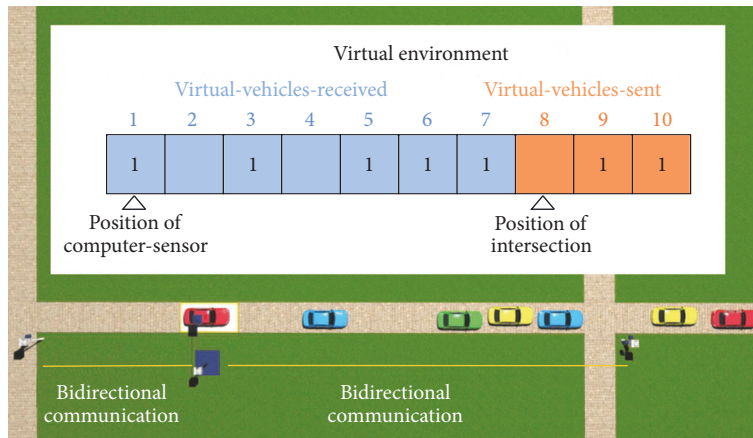 Virtual environment
Virtual-vehicles-received Virtual-vehicles-sent
1 2 3 4 5 6 7 8 9 10
1 1 1 1 1 1 1
Position of
computer-sensor
Position of
intersection
Bidirectional
communication
Bidirectional
communication